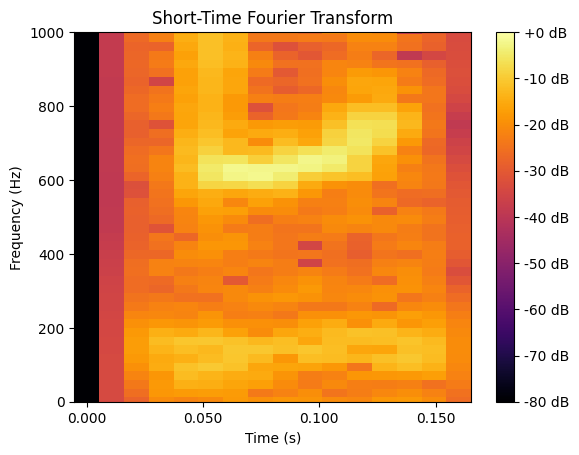 Short-Time Fourier Transform
1000
800
600
400
200
0
Frequency (Hz)
0.000
0.050
0.100
0.150
Time (s)
+0 dB
-10 dB
-20 dB
-30 dB
-40 dB
-50 dB
-60 dB
-70 dB
-80 dB